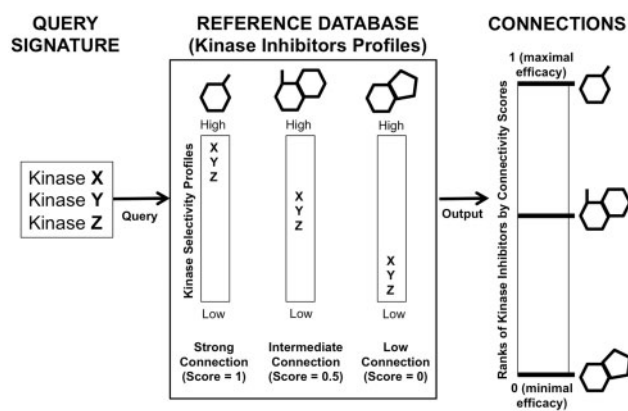 QUERY
SIGNATURE
REFERENCE DATABASE
(Kinase Inhibitors Profiles)
CONNECTIONS
Kinase X
Kinase Y
Kinase Z
Query
Kinase Selectivity Profiles
High
X
Y
Z
Low
Strong
Connection
(Score = 1)
High
X
Y
Z
Low
Intermediate
Connection
(Score = 0.5)
High
X
Y
Z
Low
Low
Connection
(Score = 0)
Output
Ranks of Kinase Inhibitors by Connectivity Scores
1 (maximal
efficacy)
0 (minimal
efficacy)